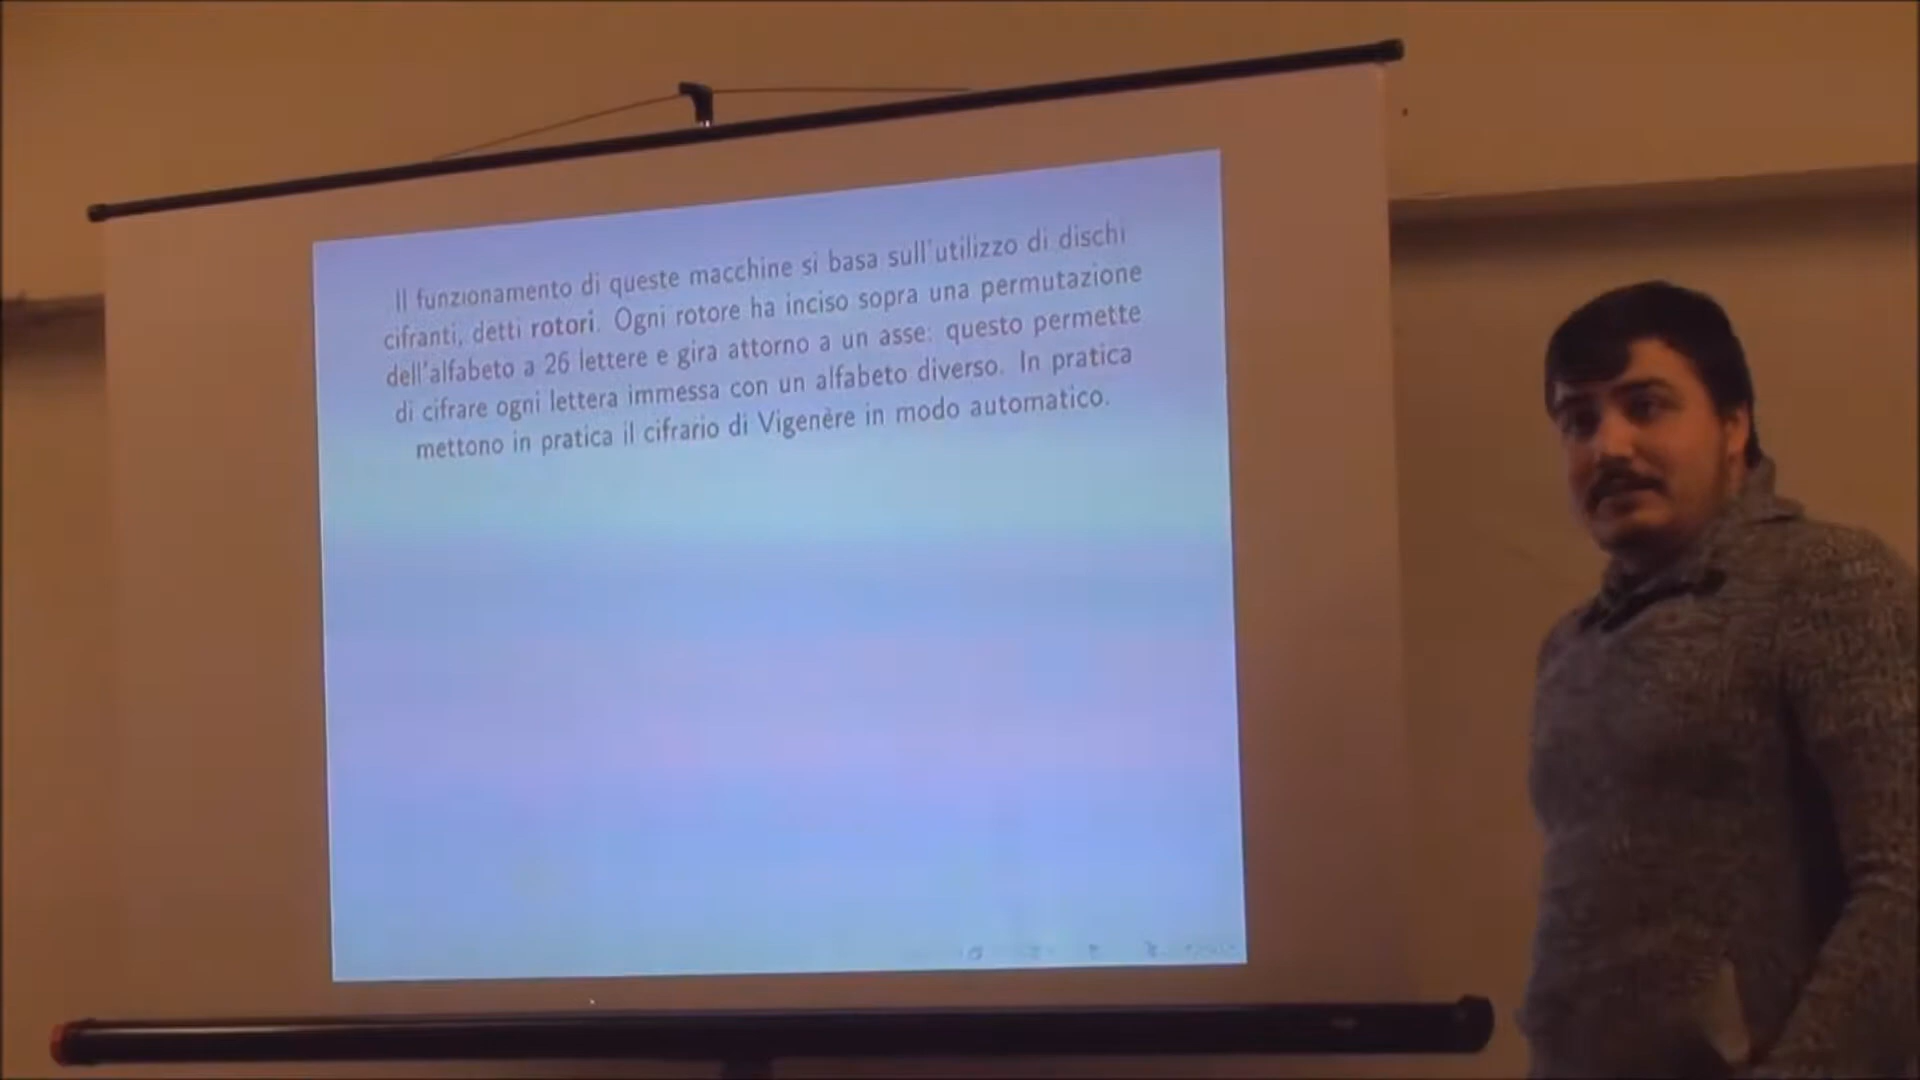 Il funzionamento di queste macchine si basa sull'utilizzo di dischi
cifranti, detti rotori. Ogni rotore ha inciso sopra una permutazione
dell'alfabeto a 26 lettere e gira attorno a un asse: questo permette
di cifrare ogni lettera immessa con un alfabeto diverso. In pratica
mettono in pratica il cifrario di Vigenère in modo automatico.